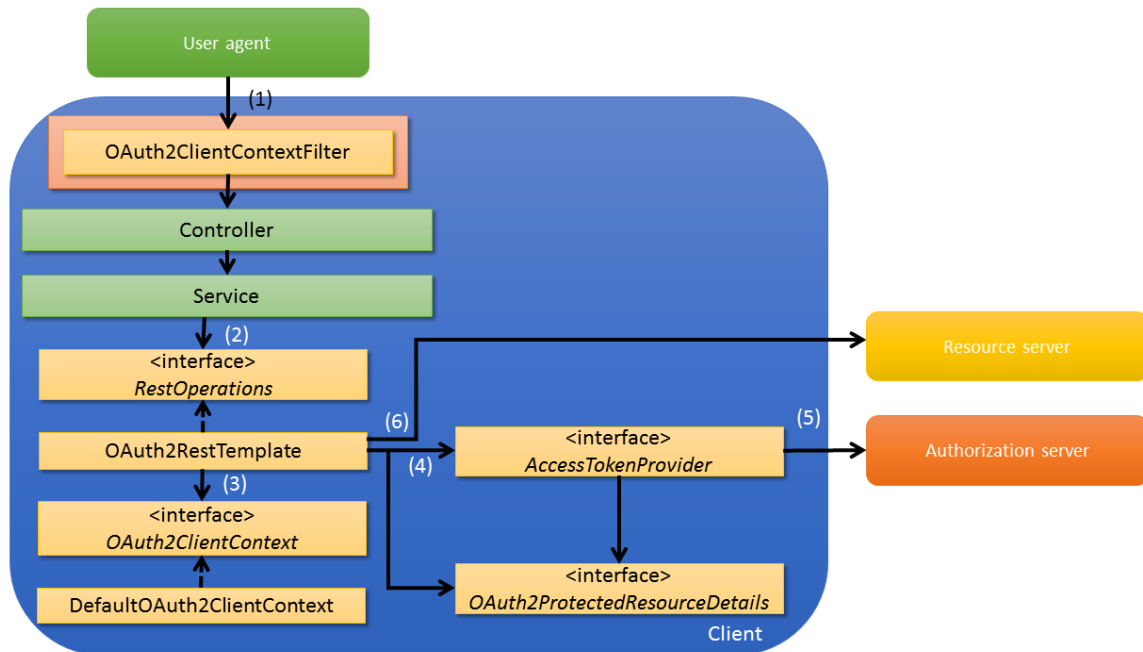 User agent
(1)
OAuth2ClientContextFilter
Controller
Service
(2)
<interface>
RestOperations
Resource server
(6)
OAuth2RestTemplate
(4)
<interface>
AccessTokenProvider
(5)
Authorization server
(3)
<interface>
OAuth2ClientContext
DefaultOAuth2ClientContext
<interface>
OAuth2ProtectedResourceDetails
Client